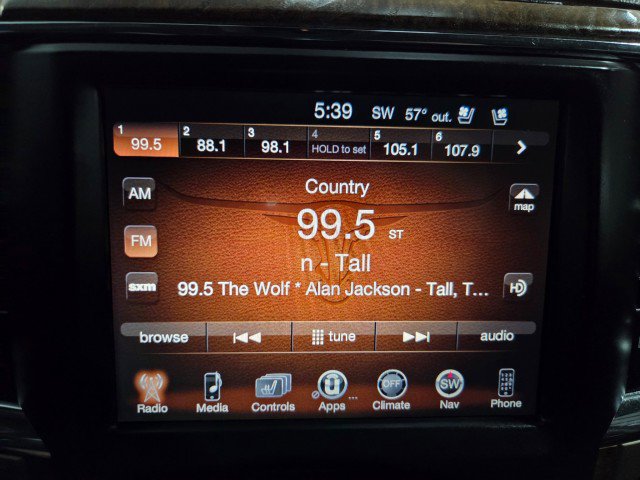 5:39 SW 57° out.
1 2 3 4 5 6
99.5 88.1 98.1 HOLD to set 105.1 107.9
Country
AM
99.5 ST
map
FM
n - Tall
sxm 99.5 The Wolf * Alan Jackson - Tall, T... HD
browse tune audio
OFF SW
Radio Media Controls Apps ... Climate Nav Phone